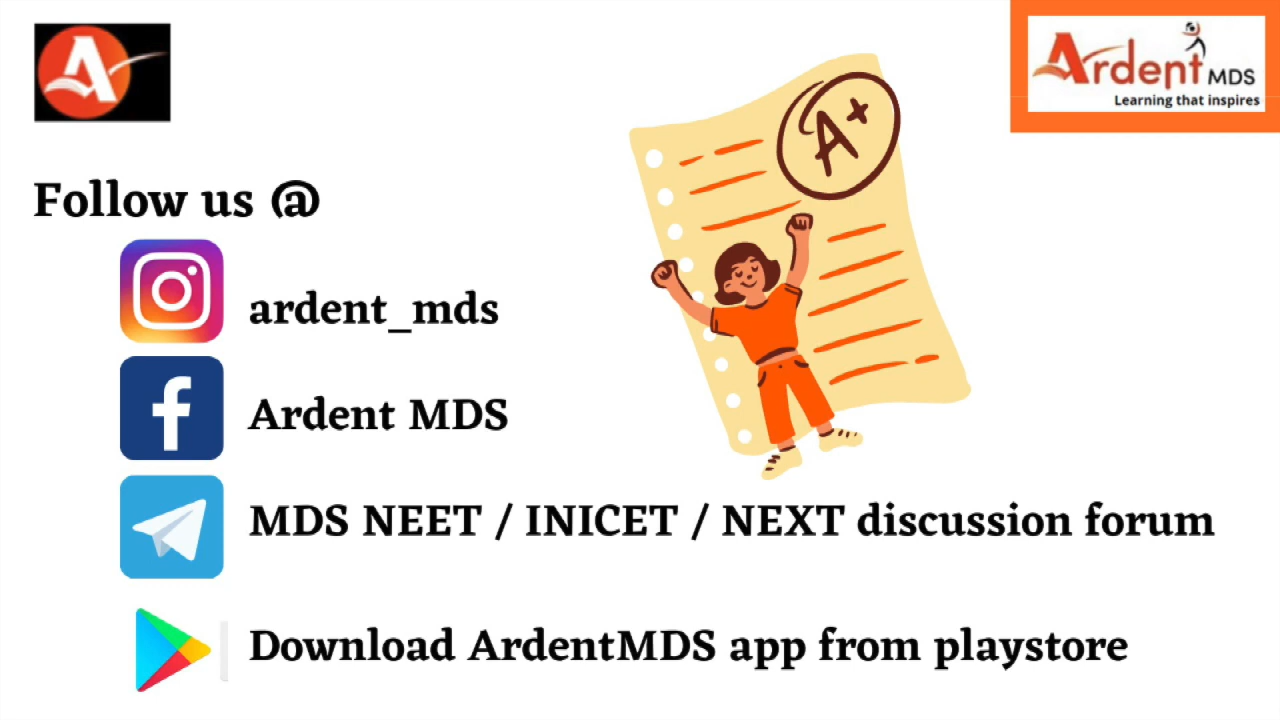 A
Ardent MDS
Learning that inspires
A+
Follow us @
ardent_mds
f
Ardent MDS
MDS NEET / INICET / NEXT discussion forum
Download ArdentMDS app from playstore